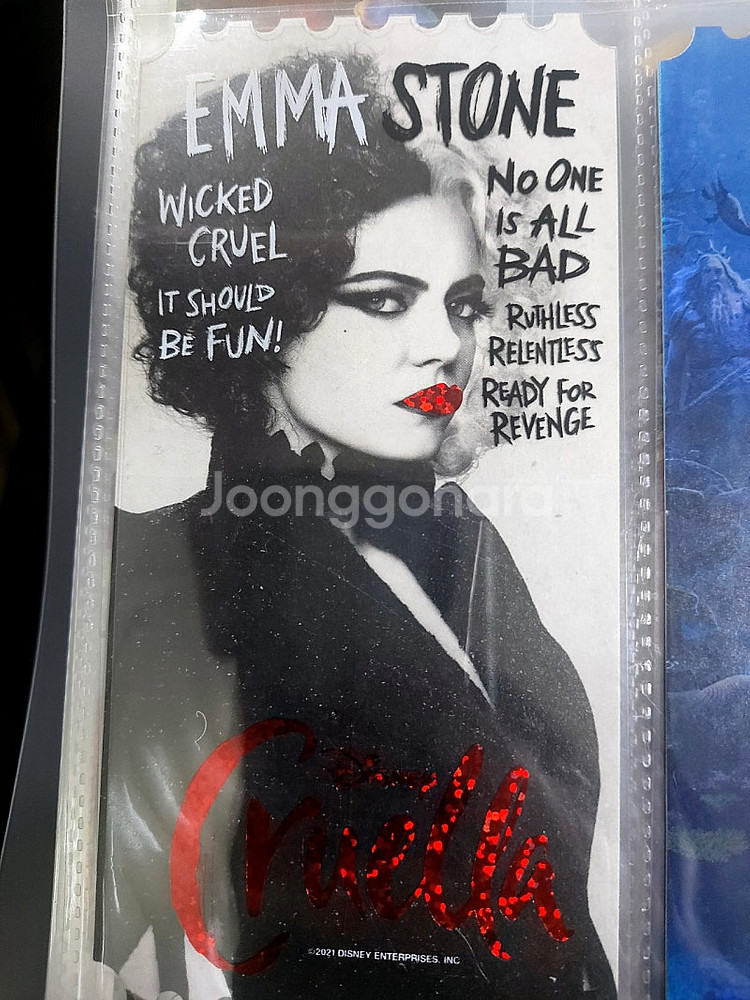 EMMA STONE
WICKED
CRUEL
IT SHOULD
BE FUN!
NO ONE
IS ALL
BAD
RUTHLESS
RELENTLESS
READY FOR
REVENGE
Joonggonara
Disney
Cruella
©2021 DISNEY ENTERPRISES, INC